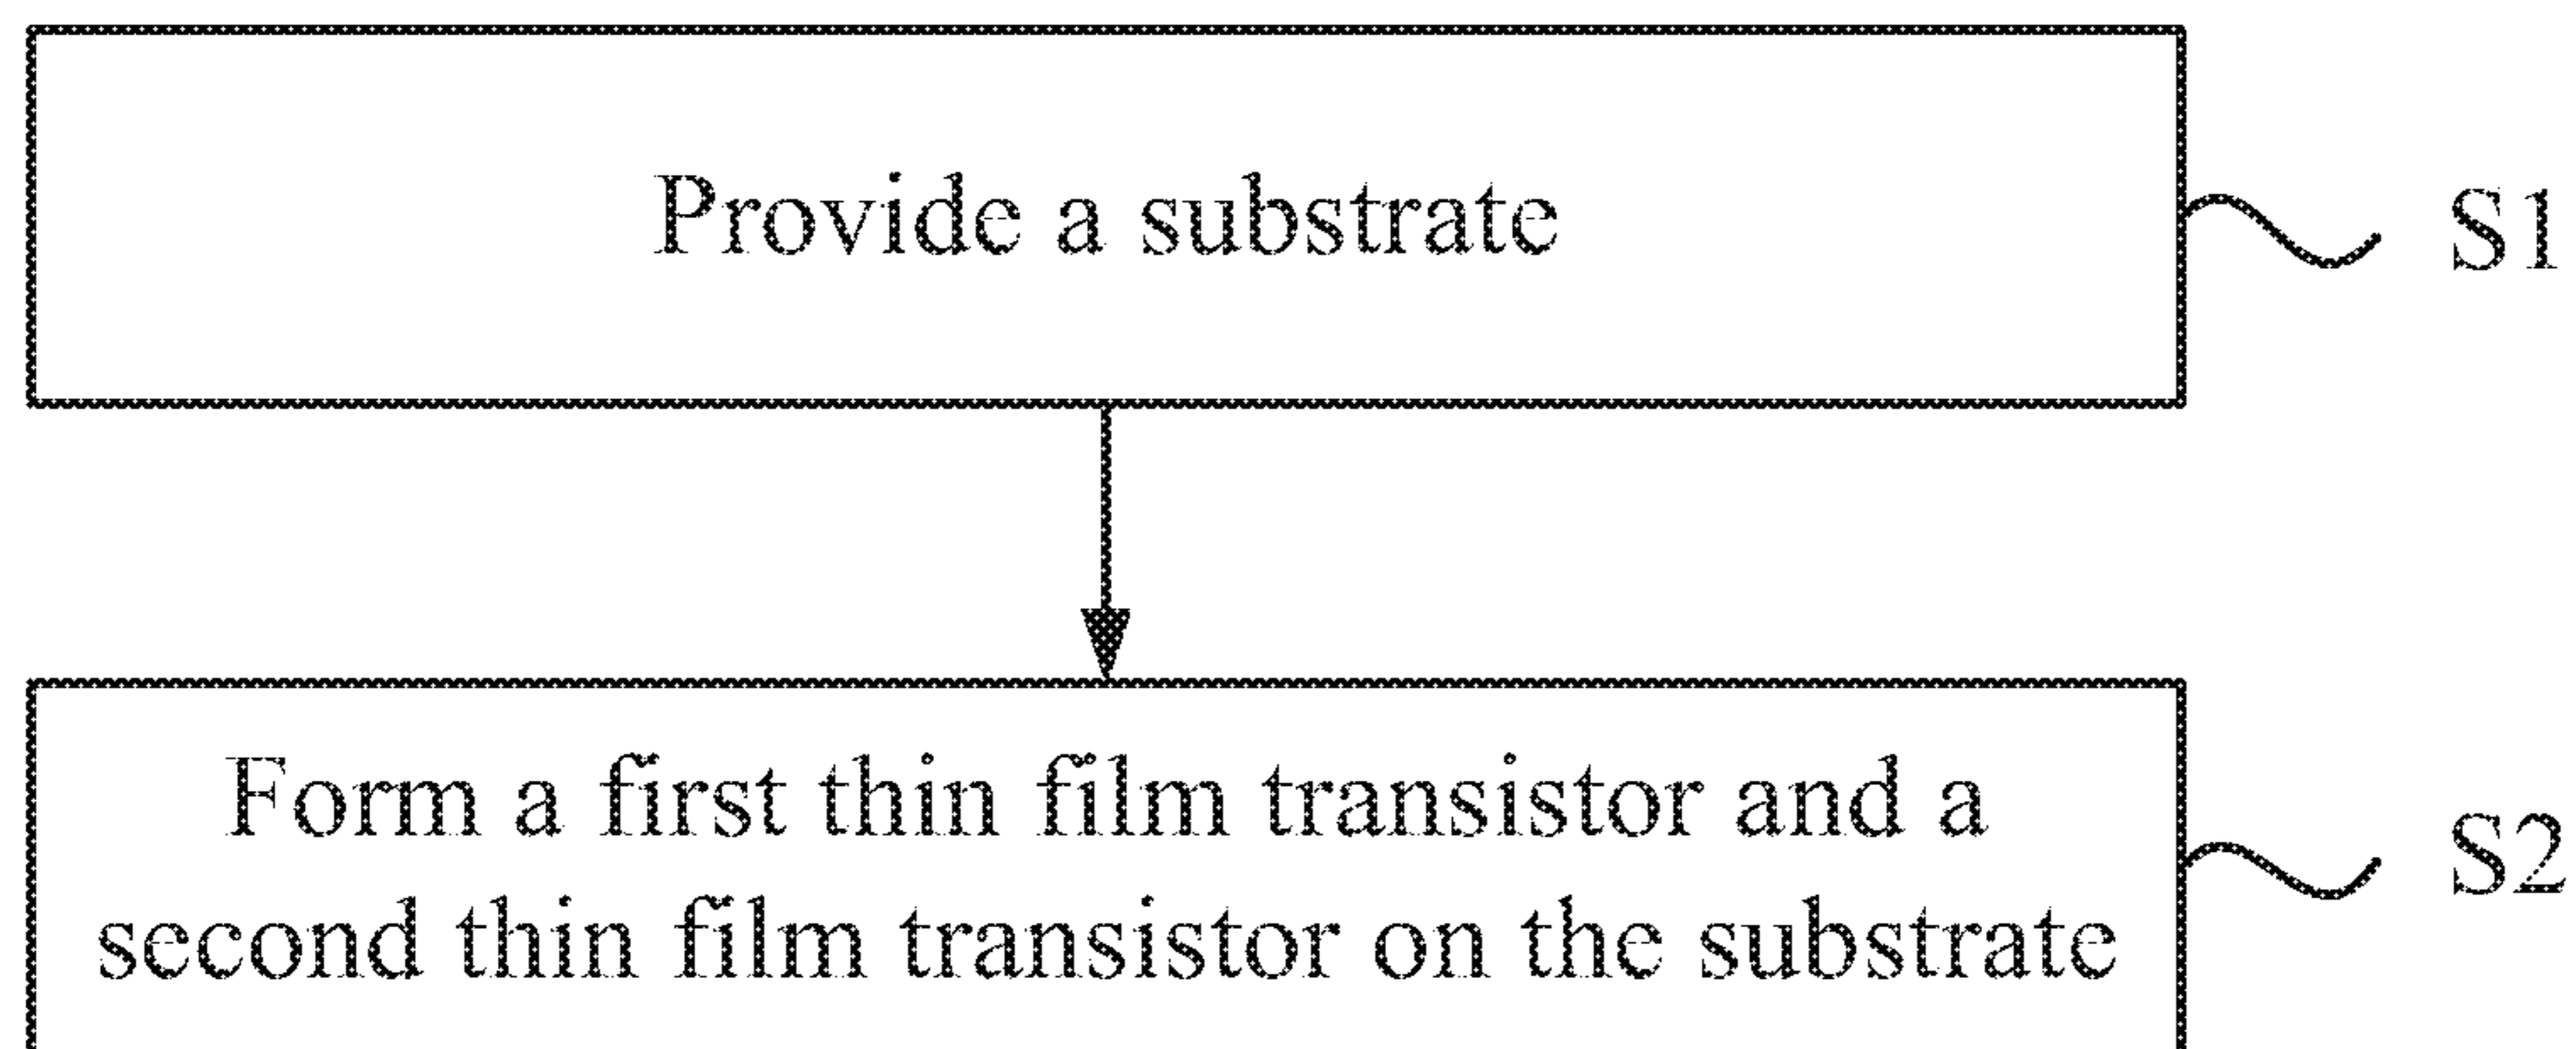 Provide a substrate
S1
Form a first thin film transistor and a
second thin film transistor on the substrate
S2